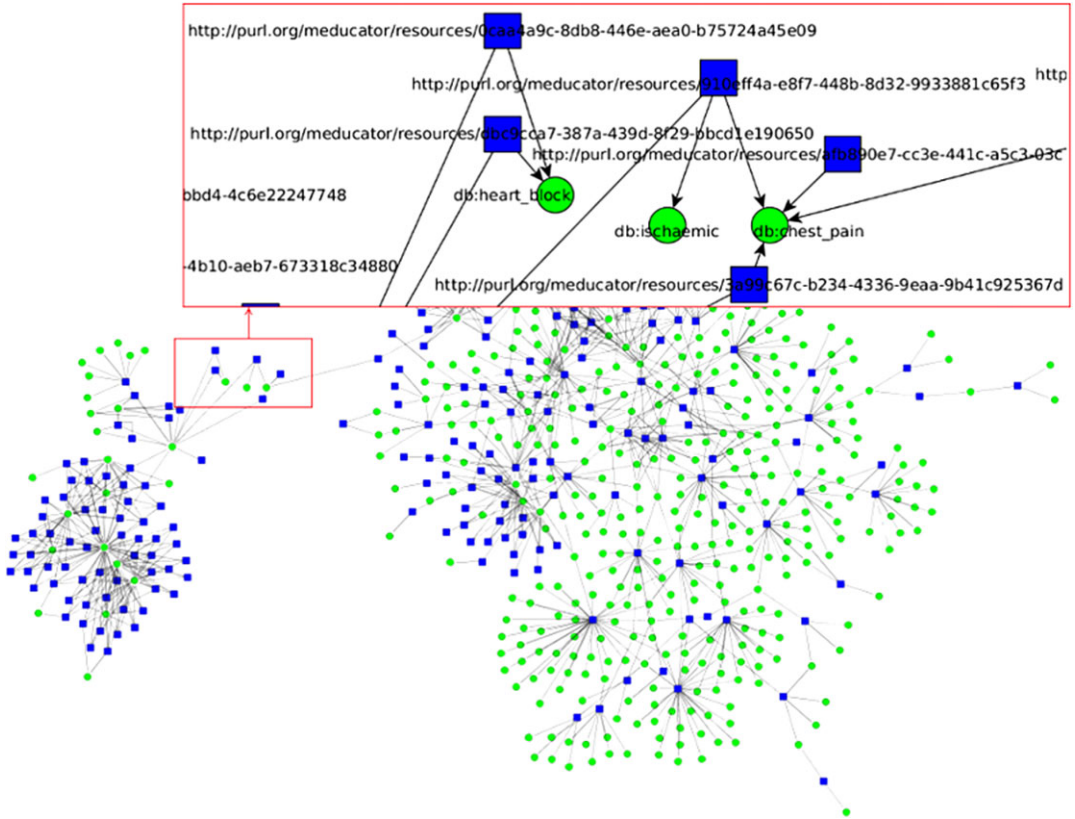 http://purl.org/meducator/resources/0caa4a9c-8db8-446e-aea0-b75724a45e09
http://purl.org/meducator/resources/910eff4a-e8f7-448b-8d32-9933881c65f3
http
http://purl.org/meducator/resources/dbc9cca7-387a-439d-8f29-bbcd1e190650
http://purl.org/meducator/resources/afb890e7-cc3e-441c-a5c3-03c
bbd4-4c6e22247748
db:heart_block
db:ischaemic
db:chest_pain
-4b10-aeb7-673318c34880
http://purl.org/meducator/resources/3a99c67c-b234-4336-9eaa-9b41c925367d